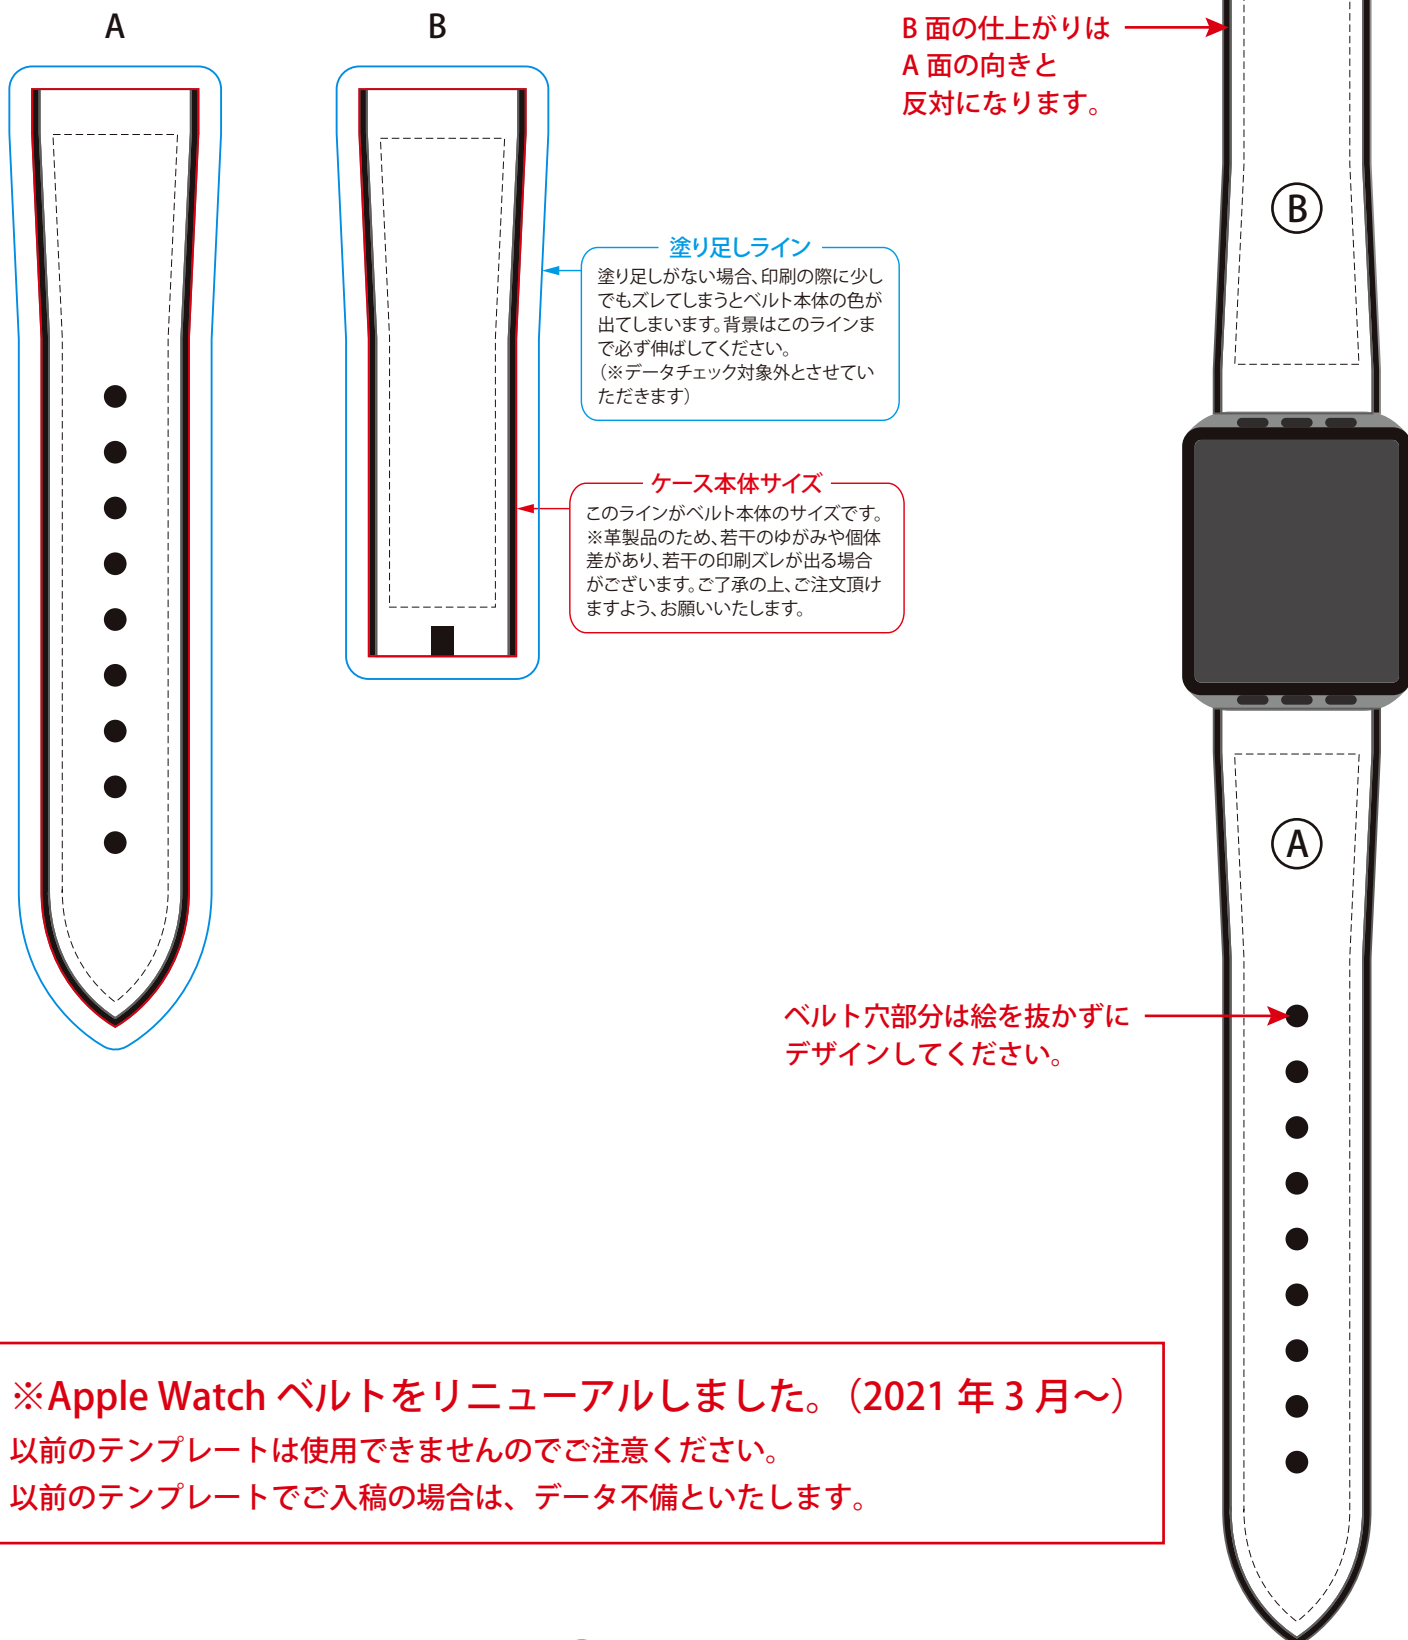 A
B
B 面の仕上がりは
A 面の向きと
反対になります。
B
塗り足しライン
塗り足しがない場合、印刷の際に少し
でもズレてしまうとベルト本体の色が
出てしまいます。背景はこのラインま
で必ず伸ばしてください。
（※データチェック対象外とさせてい
ただきます）
ケース本体サイズ
このラインがベルト本体のサイズです。
※革製品のため、若干のゆがみや個体
差があり、若干の印刷ズレが出る場合
がございます。ご了承の上、ご注文頂け
ますよう、お願いいたします。
A
ベルト穴部分は絵を抜かずに
デザインしてください。
※Apple Watch ベルトをリニューアルしました。（2021 年 3 月～）
以前のテンプレートは使用できませんのでご注意ください。
以前のテンプレートでご入稿の場合は、データ不備といたします。